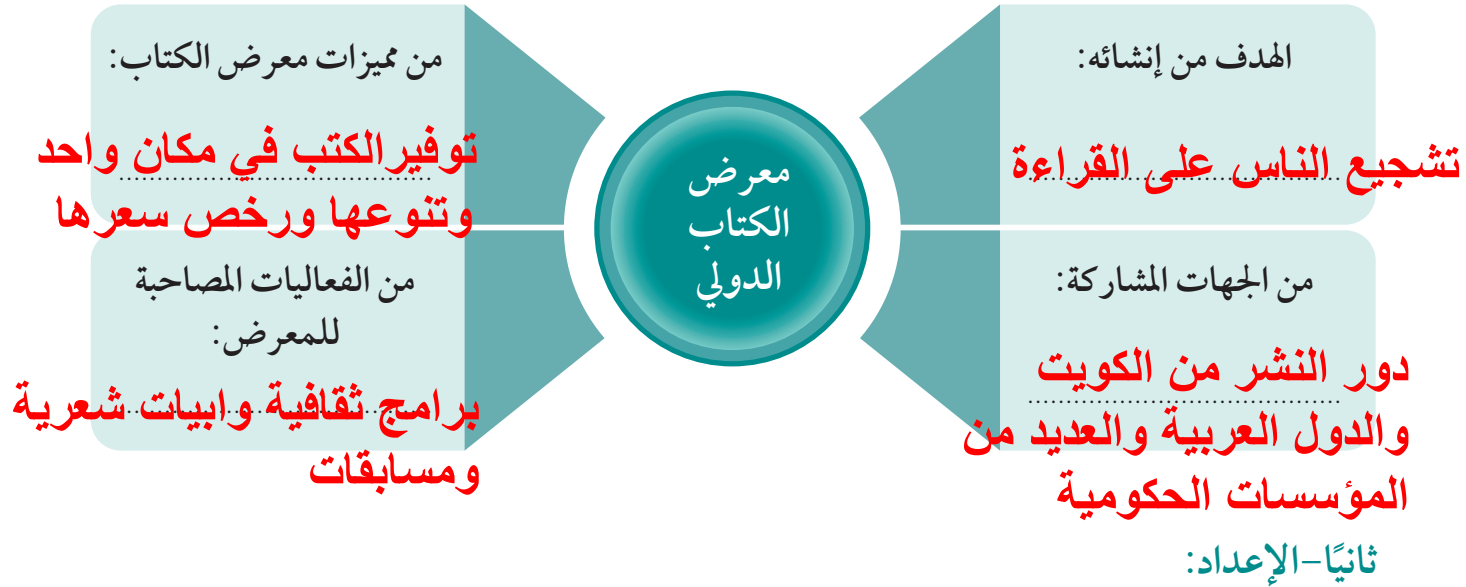 الهدف من إنشائه:
تشجيع الناس على القراءة
من مميزات معرض الكتاب:
توفيرالكتب في مكان واحد
وتنوعها ورخص سعرها
معرض
الكتاب
الدولي
من الجهات المشاركة:
دور النشر من الكويت
والدول العربية والعديد من
المؤسسات الحكومية
من الفعاليات المصاحبة
للمعرض:
برامج ثقافية وابيات شعرية
ومسابقات
ثانيًا-الإعداد: